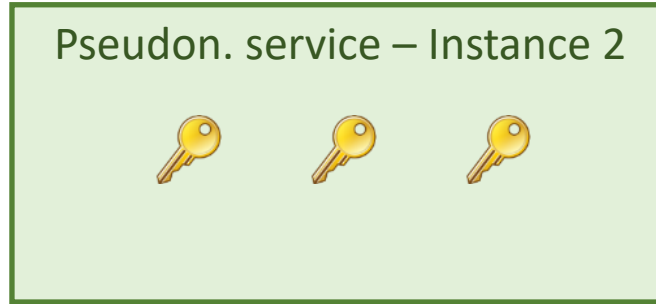 Pseudon. service – Instance 2